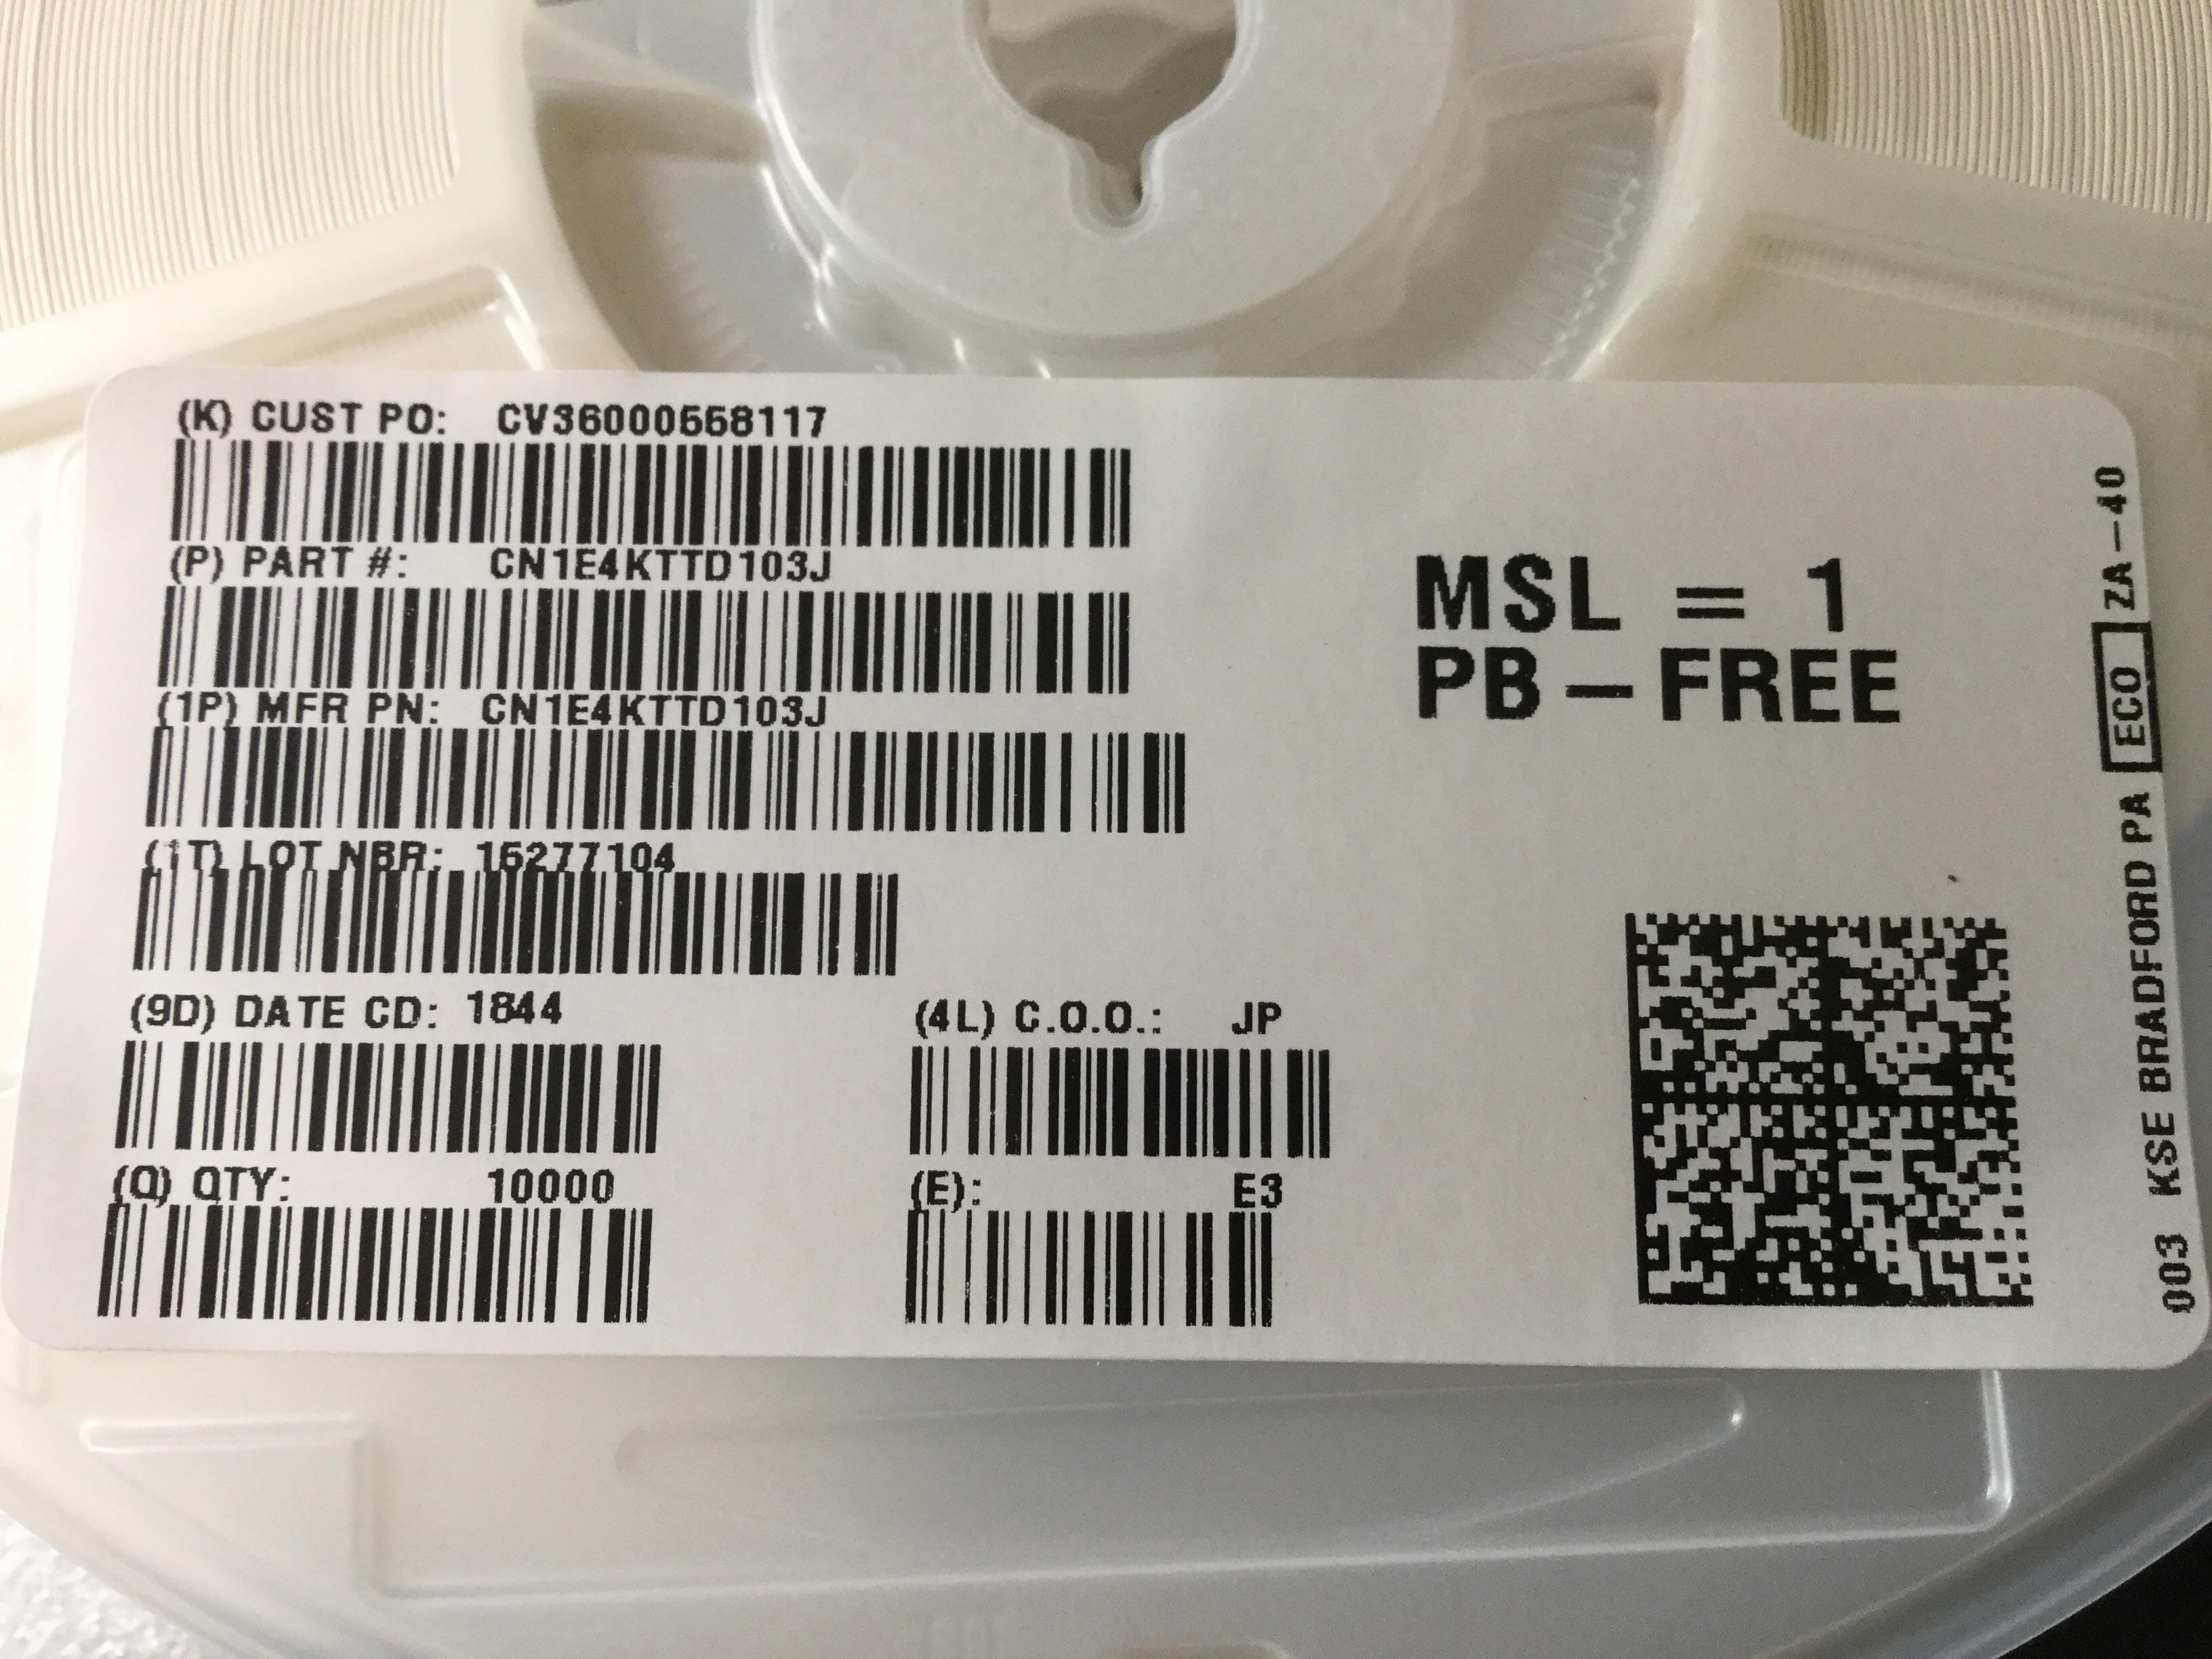 (K) CUST PO: CV36000558117
(P) PART #: CN1E4KTTD103J
(1P) MFR PN: CN1E4KTTD103J
(1T) LOT NBR: 15277104
(9D) DATE CD: 1844
(4L) C.O.O.: JP
(Q) QTY: 10000
(E): E3
MSL = 1
PB-FREE
003 KSE BRADFORD PA ECO ZA-40